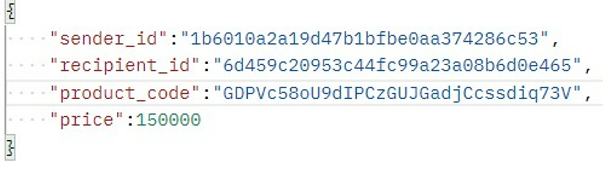 {
"sender_id":"1b6010a2a19d47b1bfbe0aa374286c53",
"recipient_id":"6d459c20953c44fc99a23a08b6d0e465",
"product_code":"GDPVc58oU9dIPCzGUJGadjCcssdiq73V",
"price":150000
}